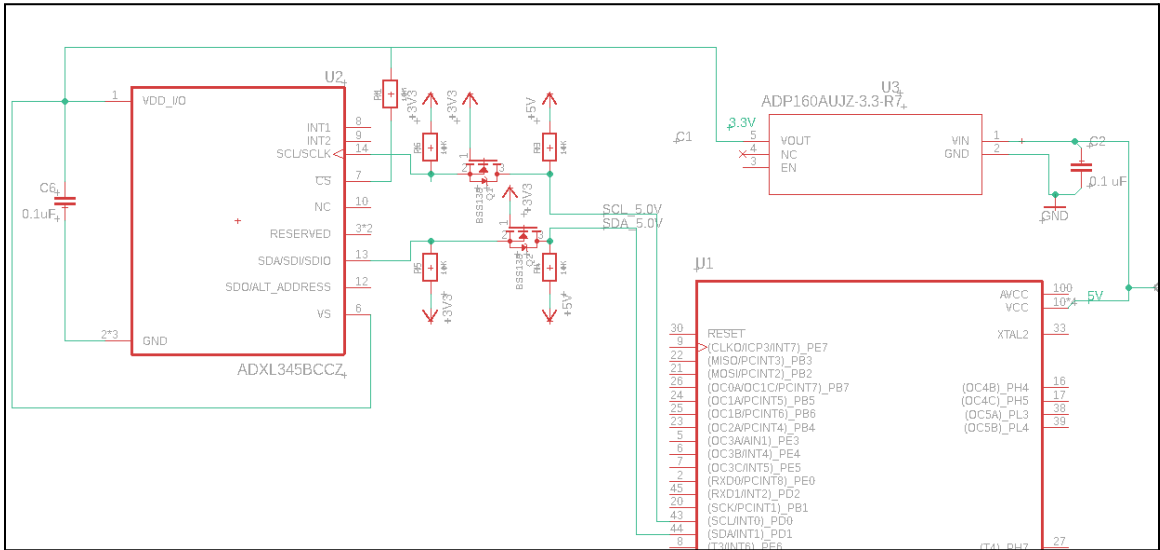 U2
1 VDD_I/O
INT1 8
INT2 9
SCL/SCLK 14
CS 7
NC 10
RESERVED 3*2
SDA/SDI/SDIO 13
SDO/ALT_ADDRESS 12
VS 6
2*3 GND
ADXL345BCCZ
C6
0.1uF
+3V3
+3V3
+5V
1
2 3
BSS138
Q1
+3V3
1
2 3
BSS138
Q2
+3V3
+5V
SCL_5.0V
SDA_5.0V
C1
U3
ADP160AUJZ-3.3-R7
3.3V
5 VOUT
4 NC
3 EN
VIN 1
GND 2
C2
0.1 uF
GND
U1
AVCC 100
VCC 10*4
5V
XTAL2 33
30 RESET
9 (CLKO/ICP3/INT7)_PE7
22 (MISO/PCINT3)_PB3
21 (MOSI/PCINT2)_PB2
26 (OC0A/OC1C/PCINT7)_PB7
24 (OC1A/PCINT5)_PB5
25 (OC1B/PCINT6)_PB6
23 (OC2A/PCINT4)_PB4
5 (OC3A/AIN1)_PE3
6 (OC3B/INT4)_PE4
7 (OC3C/INT5)_PE5
2 (RXD0/PCINT8)_PE0
45 (RXD1/INT2)_PD2
20 (SCK/PCINT1)_PB1
43 (SCL/INT0)_PD0
44 (SDA/INT1)_PD1
8 (T3/INT6)_PE6
(OC4B)_PH4 16
(OC4C)_PH5 17
(OC5A)_PL3 38
(OC5B)_PL4 39
(T4)_PH7 27